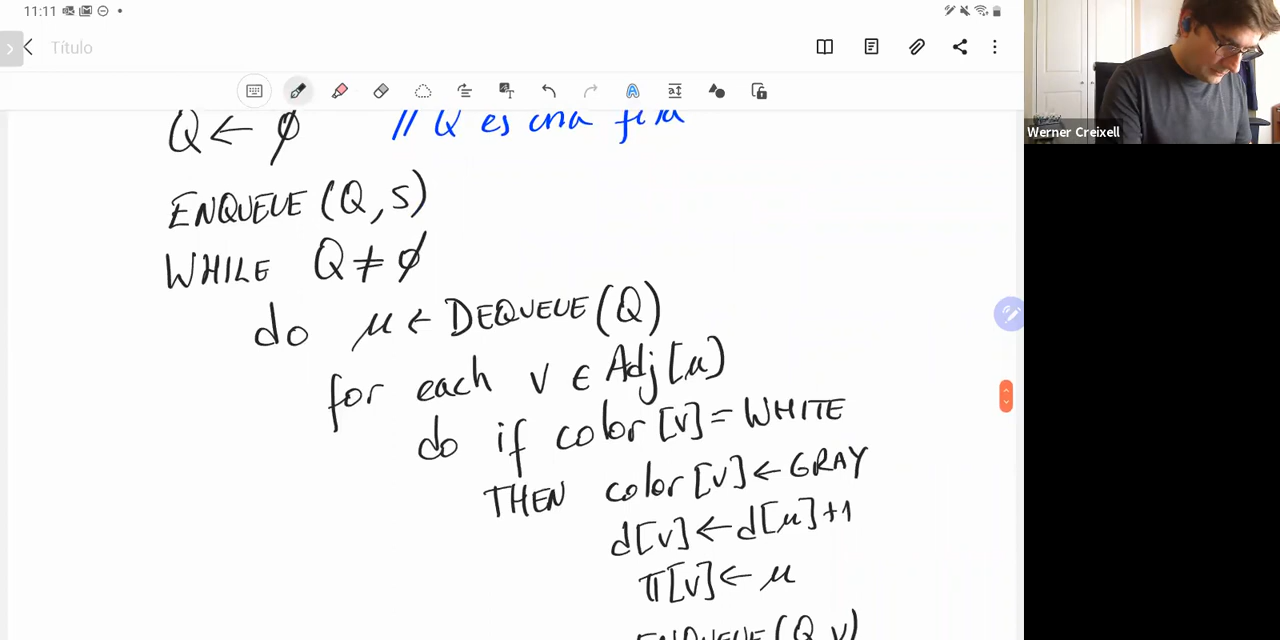 11:11
Título
Werner Creixell
Q ← ∅ // Q es una fila
ENQUEUE (Q, S)
WHILE Q ≠ ∅
do μ ← DEQUEUE (Q)
for each v ∈ Adj [μ]
do if color [v] = WHITE
THEN color [v] ← GRAY
d[v] ← d[μ] + 1
π[v] ← μ
ENQUEUE (Q, v)